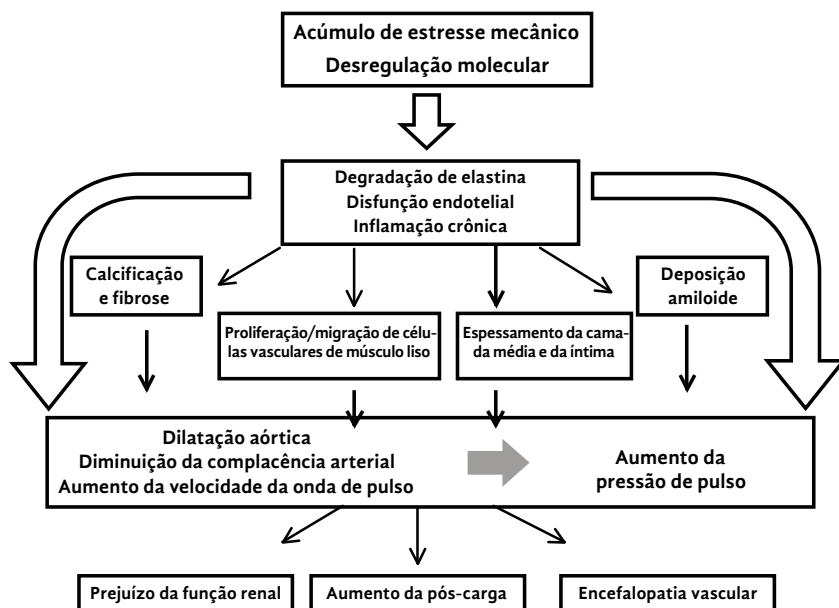 Acúmulo de estresse mecânico
Desregulação molecular
Degradação de elastina
Disfunção endotelial
Inflamação crônica
Calcificação
e fibrose
Deposição
amiloide
Proliferação/migração de célu-
las vasculares de músculo liso
Espessamento da cama-
da média e da íntima
Dilatação aórtica
Diminuição da complacência arterial
Aumento da velocidade da onda de pulso
Aumento da
pressão de pulso
Prejuízo da função renal
Aumento da pós-carga
Encefalopatia vascular